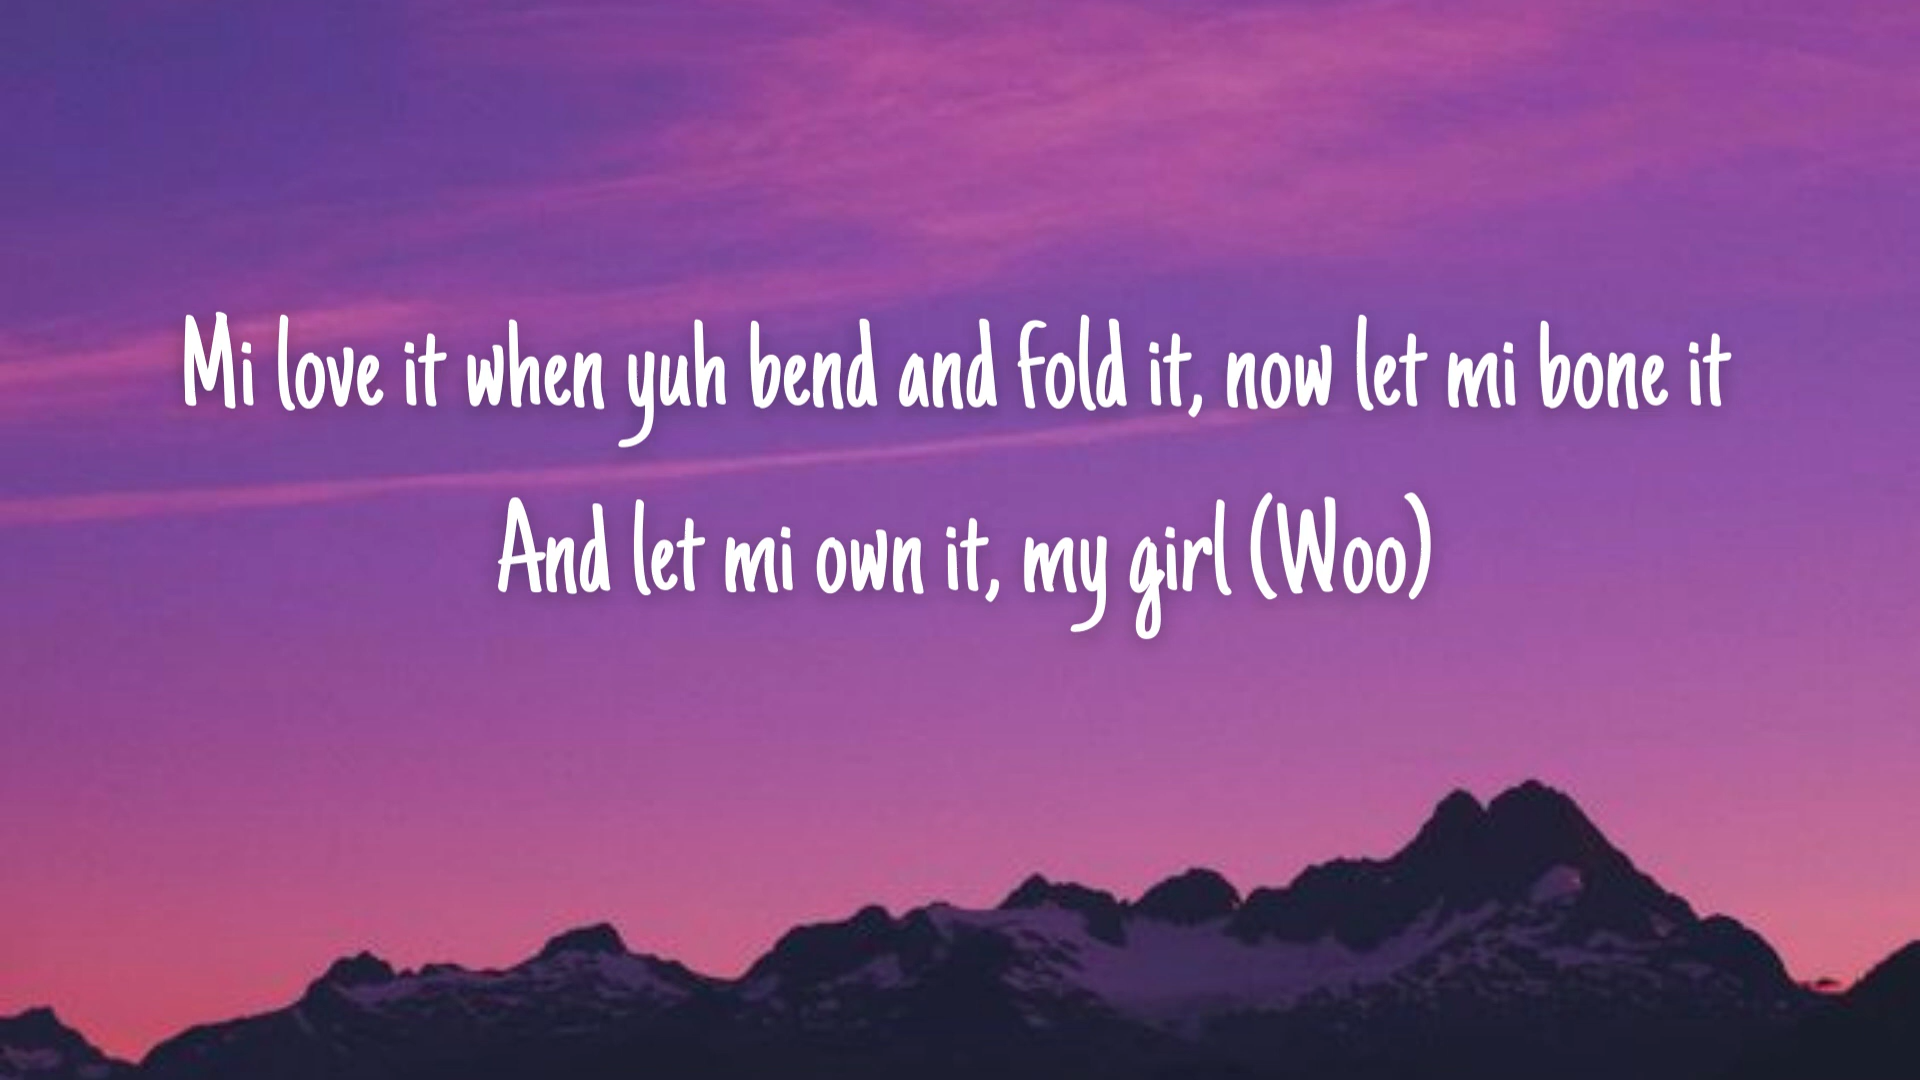 Mi love it when yuh bend and fold it, now let mi bone it
And let mi own it, my girl (Woo)